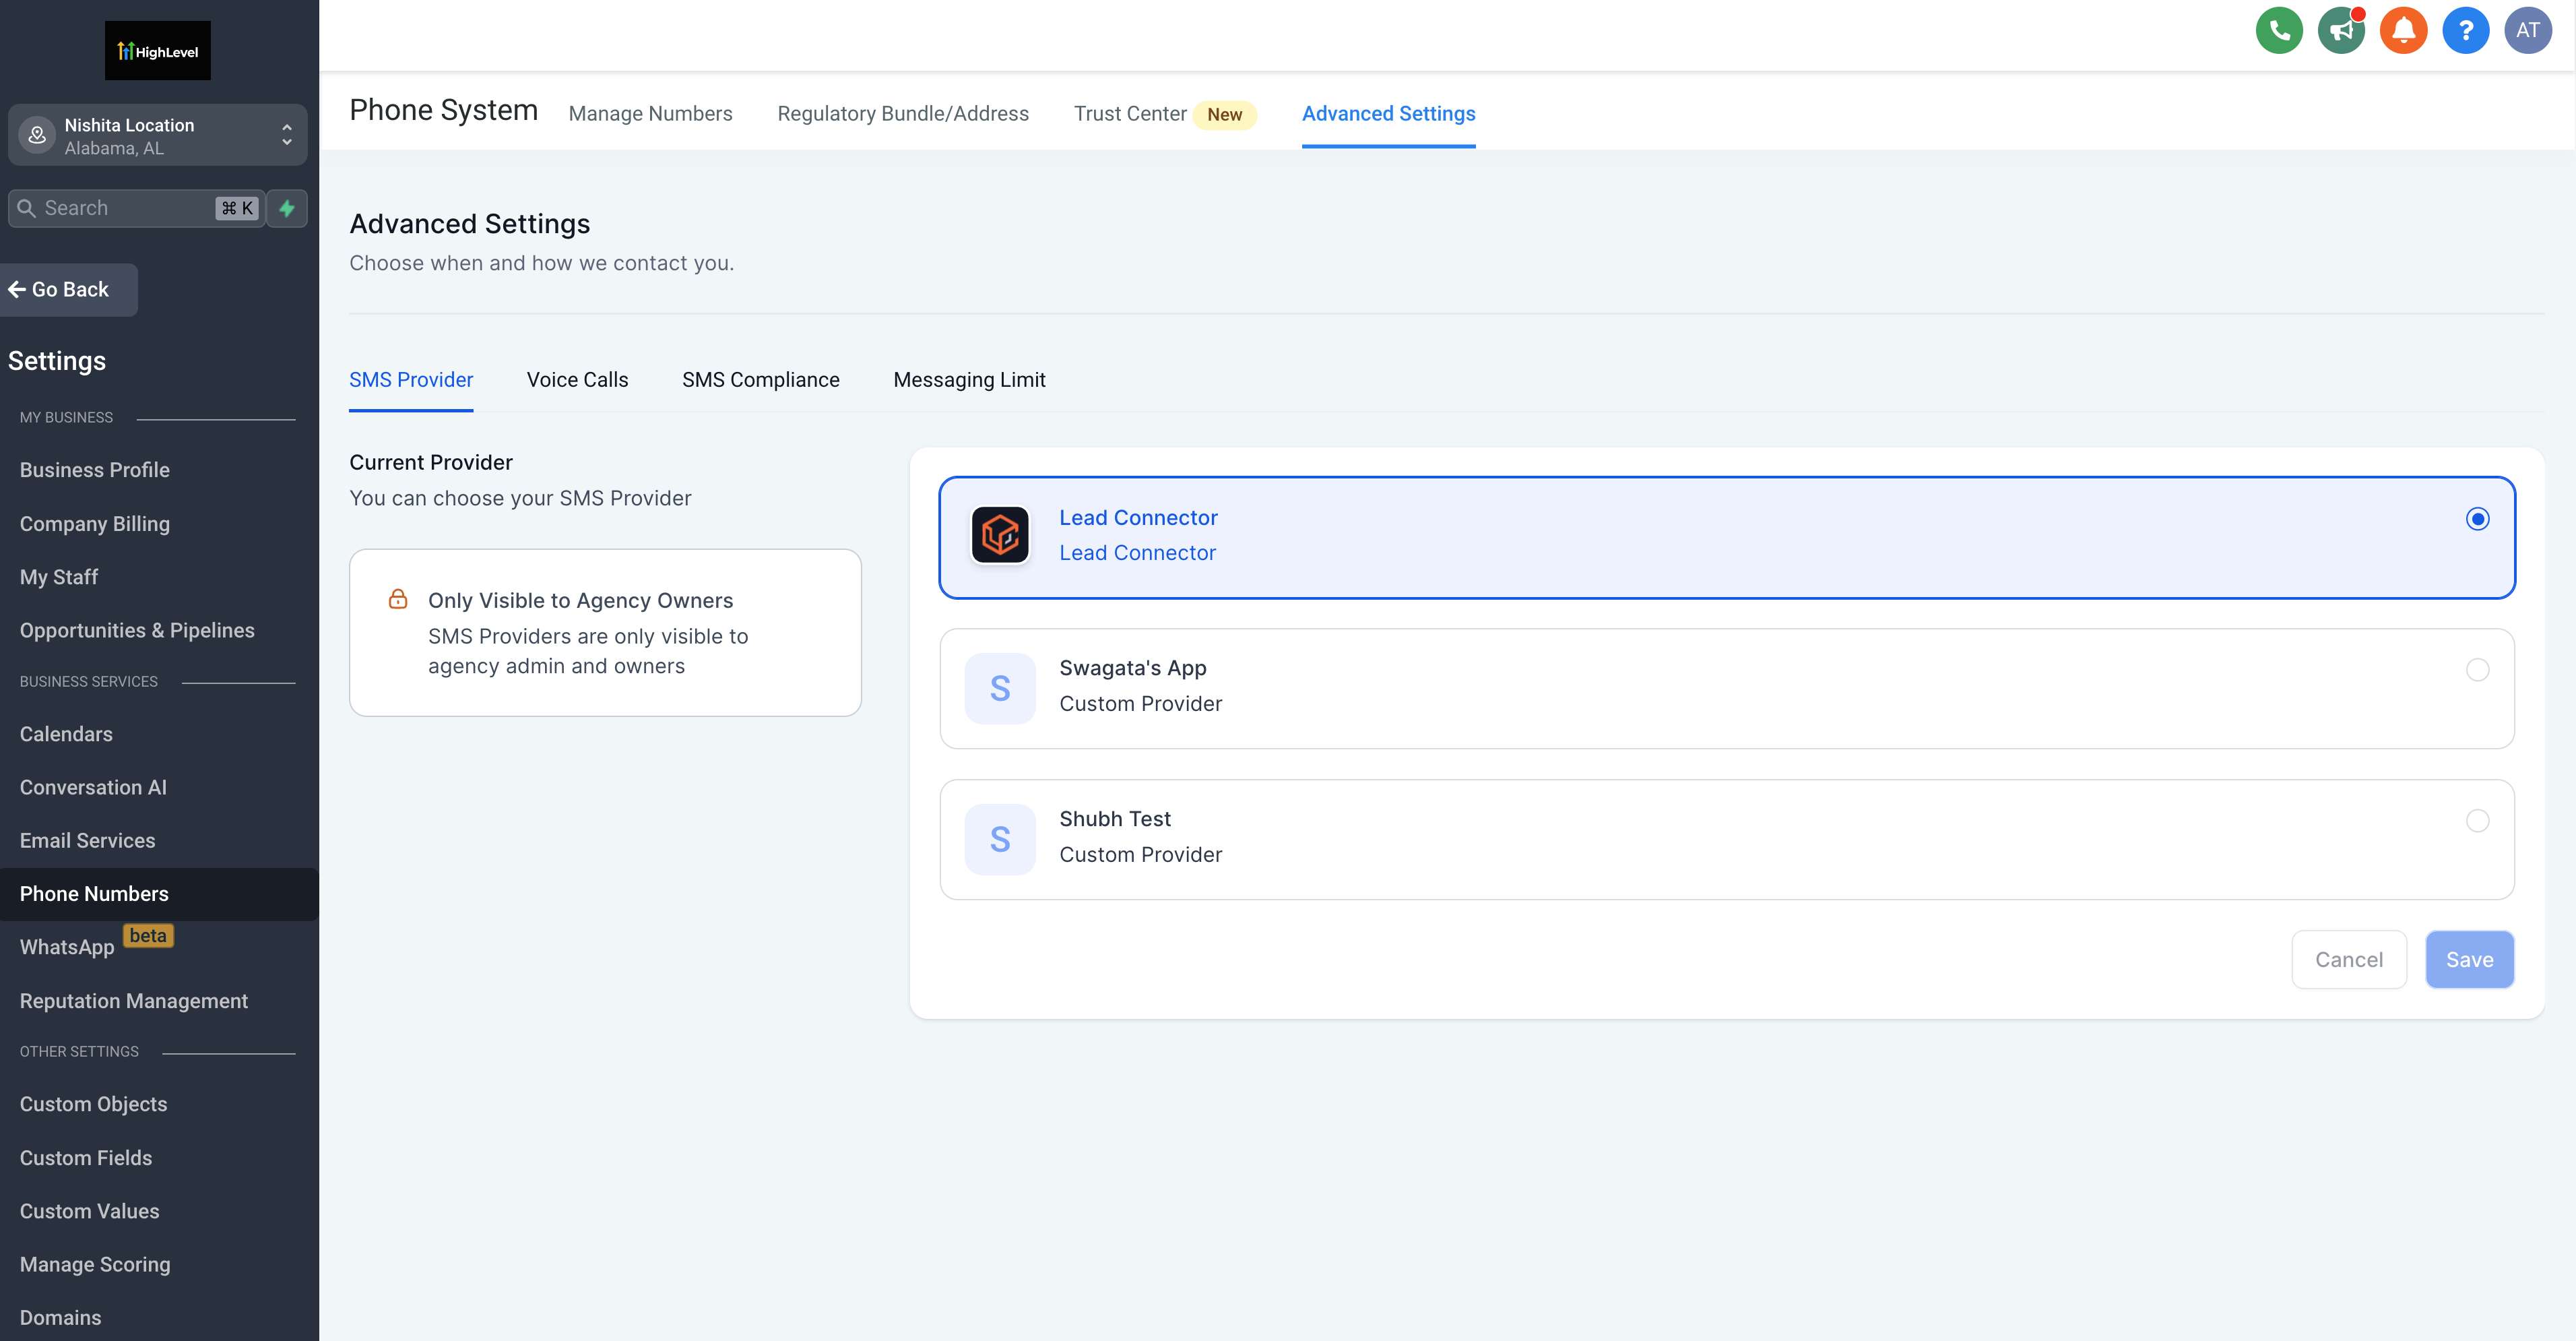 HighLevel
Nishita Location
Alabama, AL
Search
⌘ K
Go Back
Settings
MY BUSINESS
Business Profile
Company Billing
My Staff
Opportunities & Pipelines
BUSINESS SERVICES
Calendars
Conversation AI
Email Services
Phone Numbers
WhatsApp beta
Reputation Management
OTHER SETTINGS
Custom Objects
Custom Fields
Custom Values
Manage Scoring
Domains
? AT
Phone System Manage Numbers Regulatory Bundle/Address Trust Center New Advanced Settings
Advanced Settings
Choose when and how we contact you.
SMS Provider Voice Calls SMS Compliance Messaging Limit
Current Provider
You can choose your SMS Provider
Only Visible to Agency Owners
SMS Providers are only visible to
agency admin and owners
Lead Connector
Lead Connector
S
Swagata's App
Custom Provider
S
Shubh Test
Custom Provider
Cancel Save